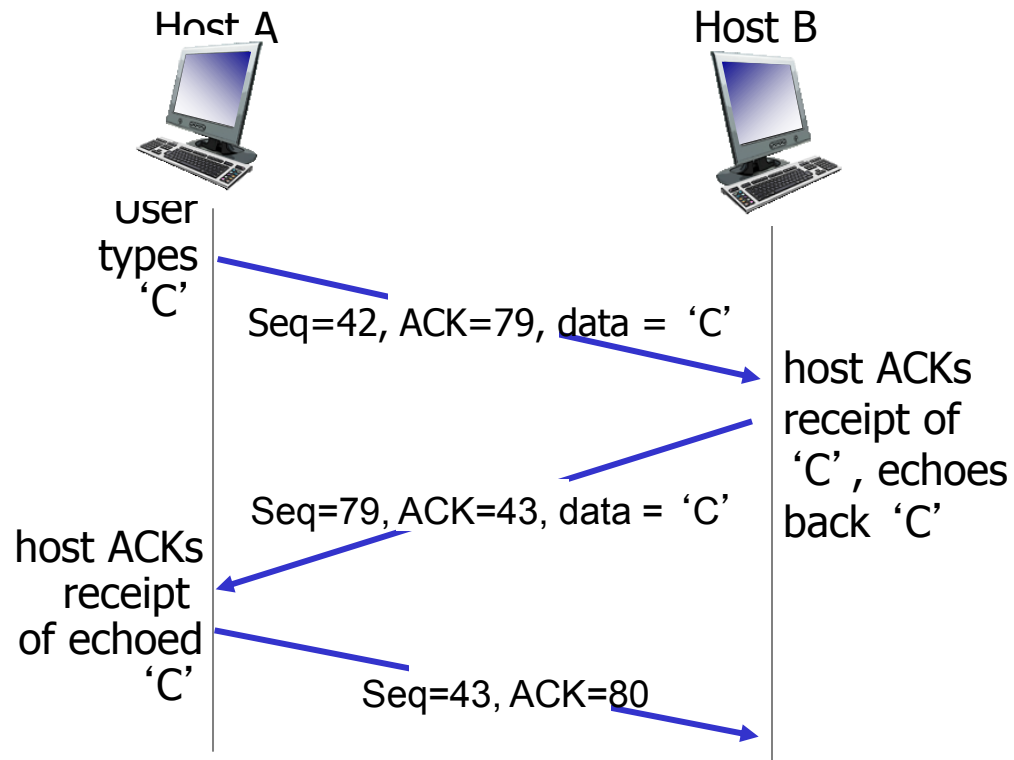 Host A
Host B
User
types
‘C’
Seq=42, ACK=79, data = ‘C’
host ACKs
receipt of
‘C’, echoes
back ‘C’
Seq=79, ACK=43, data = ‘C’
host ACKs
receipt
of echoed
‘C’
Seq=43, ACK=80